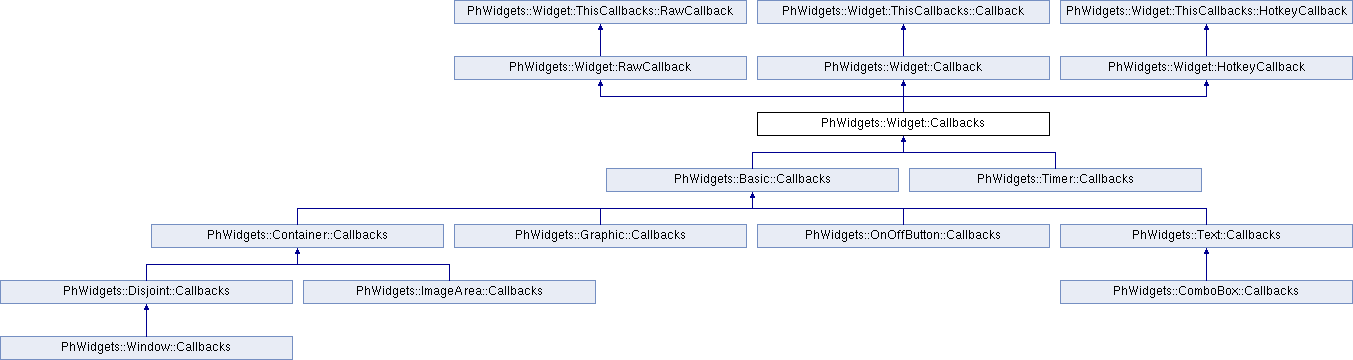 PhWidgets::Widget::ThisCallbacks::RawCallback
PhWidgets::Widget::ThisCallbacks::Callback
PhWidgets::Widget::ThisCallbacks::HotkeyCallback
PhWidgets::Widget::RawCallback
PhWidgets::Widget::Callback
PhWidgets::Widget::HotkeyCallback
PhWidgets::Widget::Callbacks
PhWidgets::Basic::Callbacks
PhWidgets::Timer::Callbacks
PhWidgets::Container::Callbacks
PhWidgets::Graphic::Callbacks
PhWidgets::OnOffButton::Callbacks
PhWidgets::Text::Callbacks
PhWidgets::Disjoint::Callbacks
PhWidgets::ImageArea::Callbacks
PhWidgets::ComboBox::Callbacks
PhWidgets::Window::Callbacks